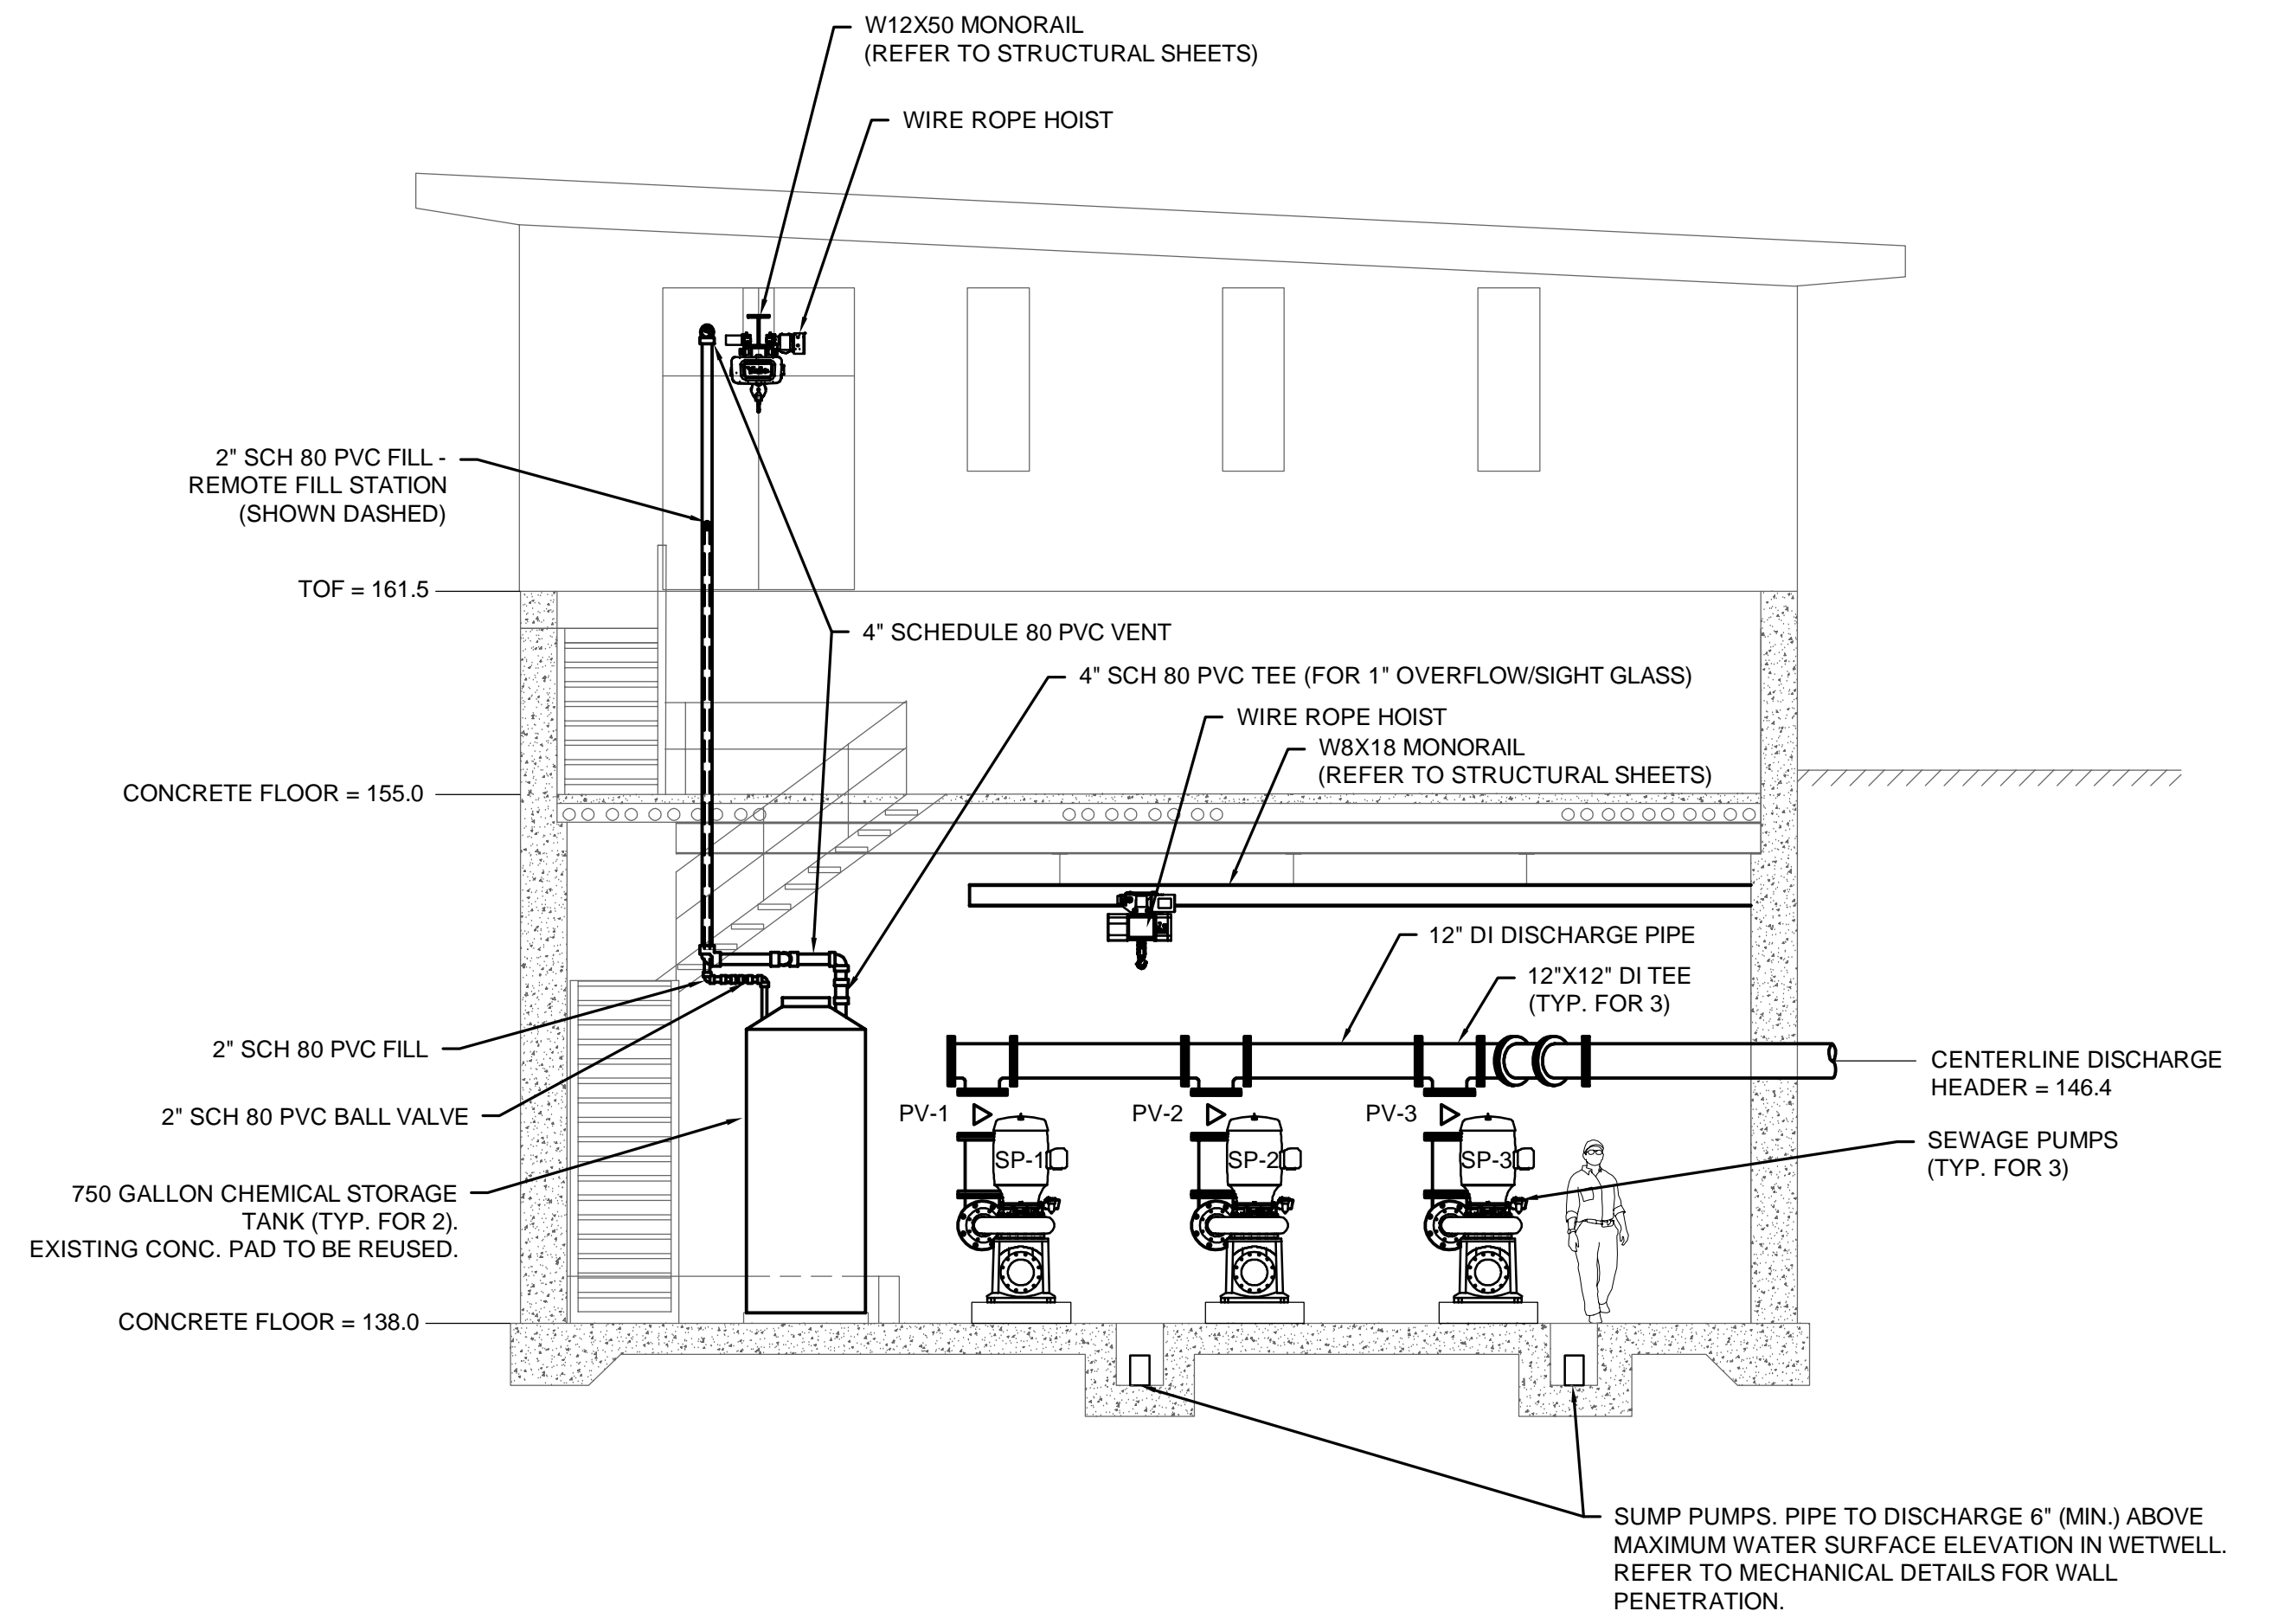 W12X50 MONORAIL
(REFER TO STRUCTURAL SHEETS)
WIRE ROPE HOIST
2" SCH 80 PVC FILL -
REMOTE FILL STATION
(SHOWN DASHED)
TOF = 161.5
4" SCHEDULE 80 PVC VENT
4" SCH 80 PVC TEE (FOR 1" OVERFLOW/SIGHT GLASS)
WIRE ROPE HOIST
W8X18 MONORAIL
(REFER TO STRUCTURAL SHEETS)
CONCRETE FLOOR = 155.0
12" DI DISCHARGE PIPE
12"X12" DI TEE
(TYP. FOR 3)
2" SCH 80 PVC FILL
CENTERLINE DISCHARGE
HEADER = 146.4
2" SCH 80 PVC BALL VALVE
PV-1
PV-2
PV-3
SEWAGE PUMPS
(TYP. FOR 3)
SP-1
SP-2
SP-3
750 GALLON CHEMICAL STORAGE
TANK (TYP. FOR 2).
EXISTING CONC. PAD TO BE REUSED.
CONCRETE FLOOR = 138.0
SUMP PUMPS. PIPE TO DISCHARGE 6" (MIN.) ABOVE
MAXIMUM WATER SURFACE ELEVATION IN WETWELL.
REFER TO MECHANICAL DETAILS FOR WALL
PENETRATION.